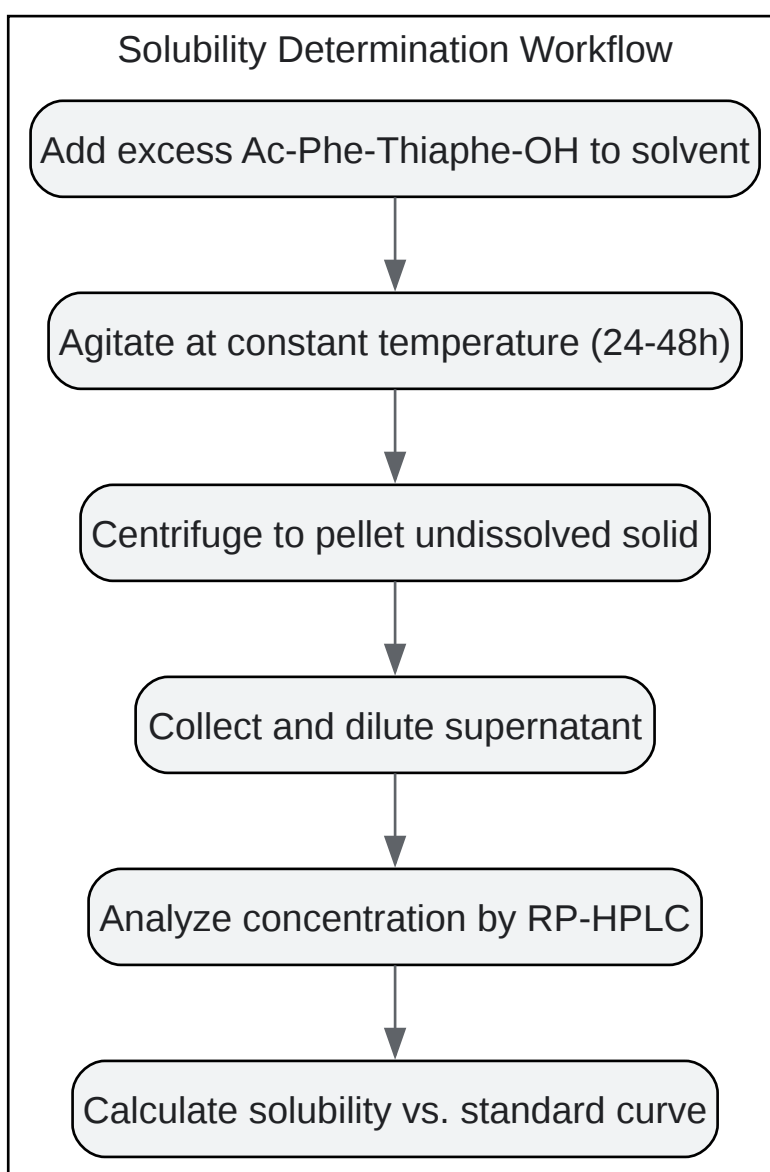 Solubility Determination Workflow
Add excess Ac-Phe-Thiaphe-OH to solvent
Agitate at constant temperature (24-48h)
Centrifuge to pellet undissolved solid
Collect and dilute supernatant
Analyze concentration by RP-HPLC
Calculate solubility vs. standard curve